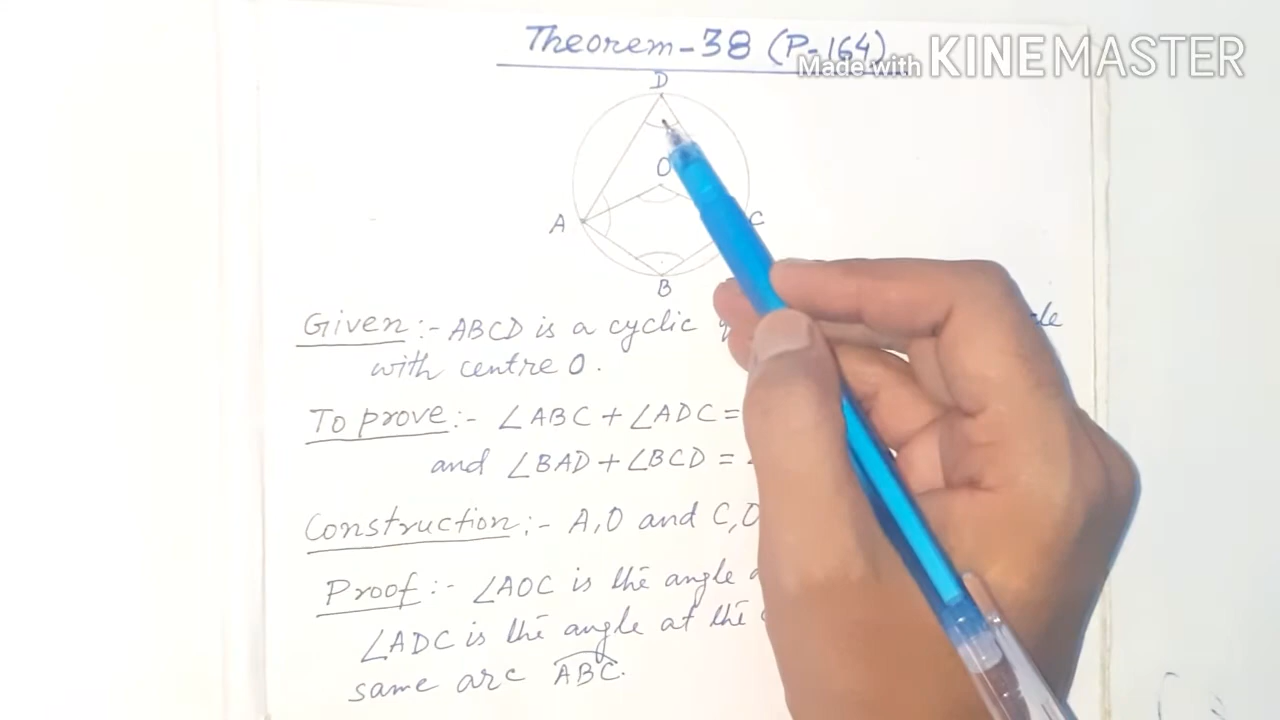 Theorem-38 (P-164)
Made with KINEMASTER
D
O
A
C
B
Given:- ABCD is a cyclic
with centre O.
To prove:- ∠ABC + ∠ADC =
and ∠BAD + ∠BCD =
Construction:- A,O and C,O
Proof:- ∠AOC is the angle
∠ADC is the angle at the
same arc ABC.